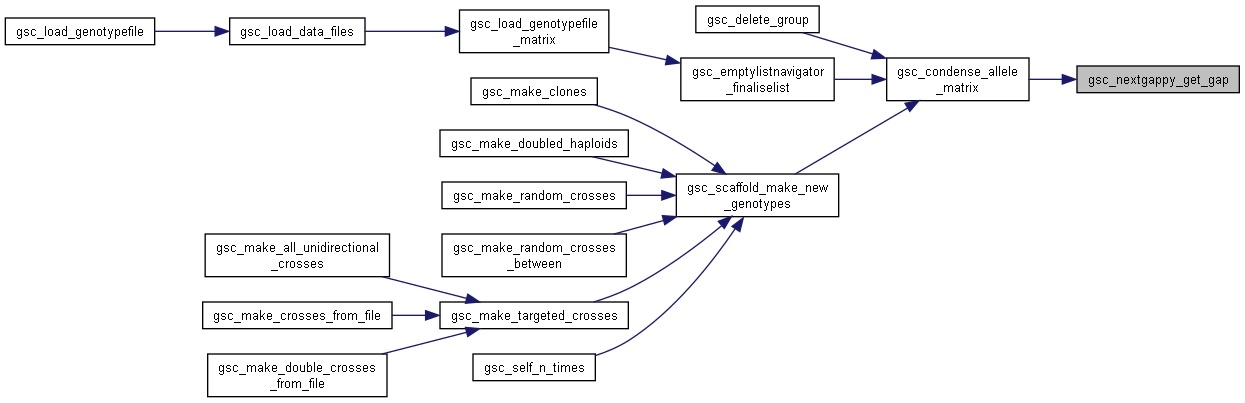 gsc_load_genotypefile
gsc_load_data_files
gsc_load_genotypefile
_matrix
gsc_delete_group
gsc_emptylistnavigator
_finaliselist
gsc_condense_allele
_matrix
gsc_nextgappy_get_gap
gsc_make_clones
gsc_make_doubled_haploids
gsc_make_random_crosses
gsc_scaffold_make_new
_genotypes
gsc_make_random_crosses
_between
gsc_make_all_unidirectional
_crosses
gsc_make_crosses_from_file
gsc_make_targeted_crosses
gsc_make_double_crosses
_from_file
gsc_self_n_times